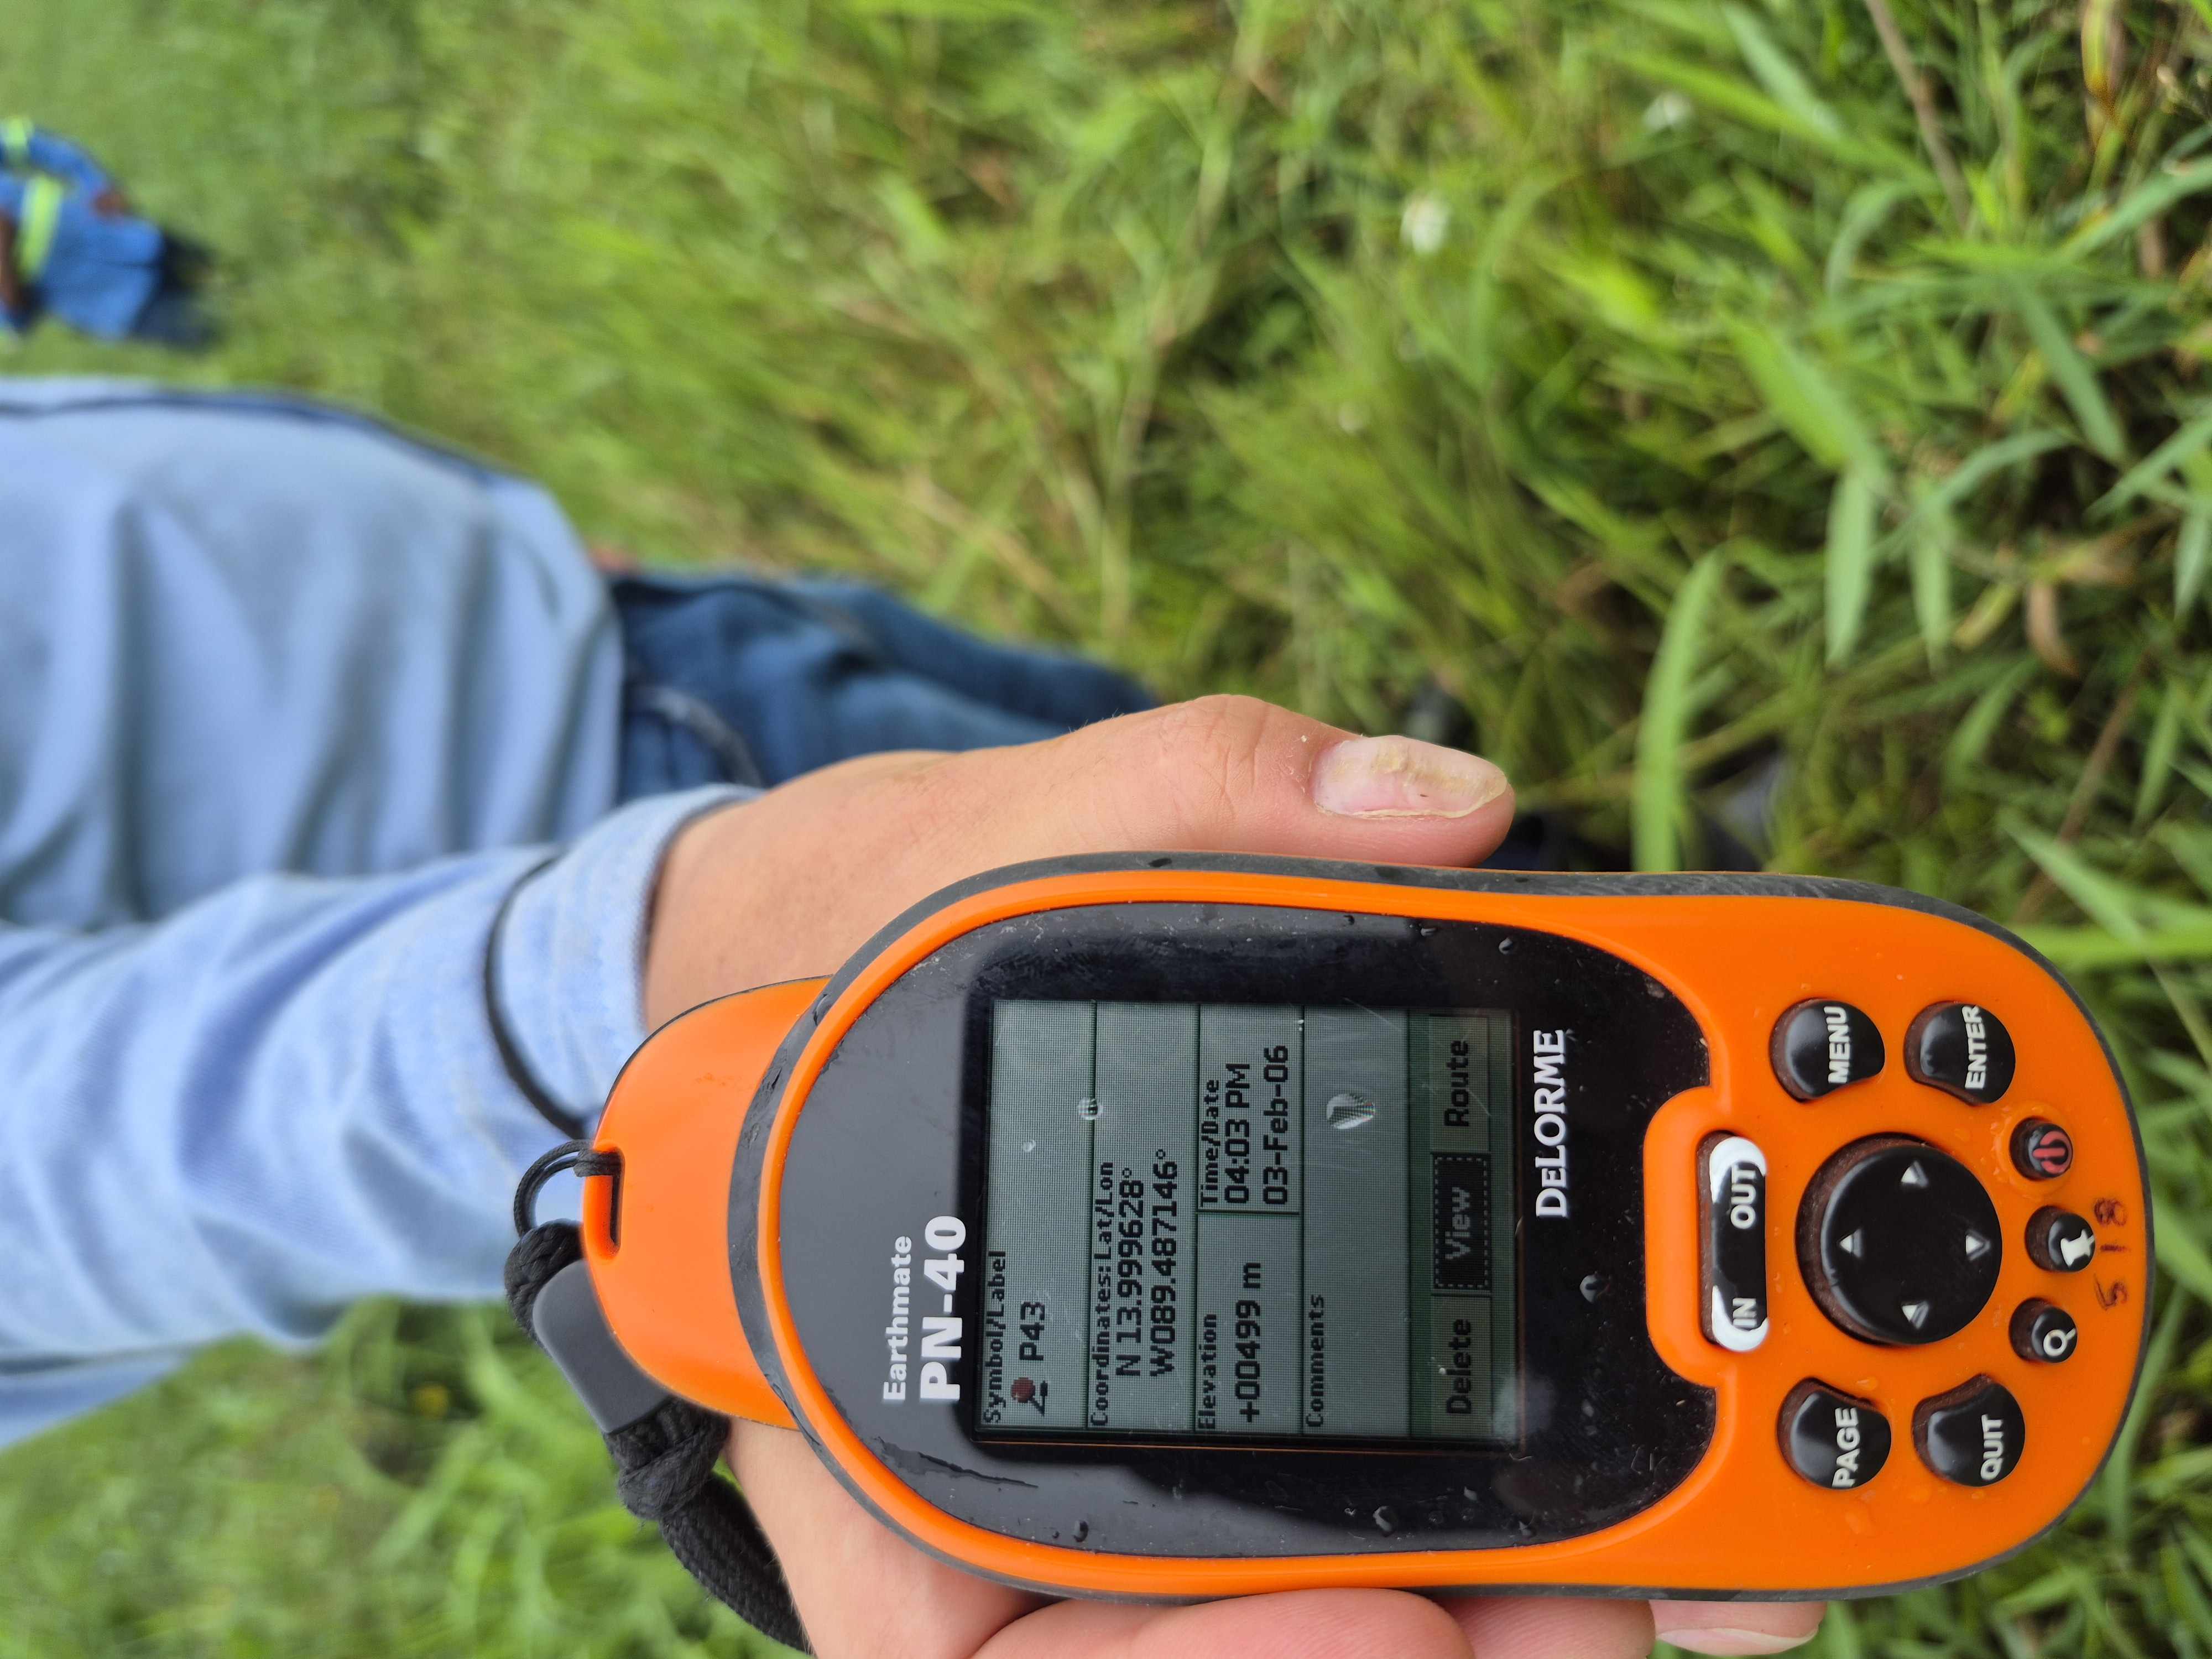 Earthmate
PN-40
Symbol/Label
P43
Coordinates: Lat/Lon
N 13.999628°
W089.487146°
Elevation
+00499 m
Time/Date
04:03 PM
03-Feb-06
Comments
Delete View Route
DELORME
IN OUT
PAGE MENU
QUIT ENTER
518